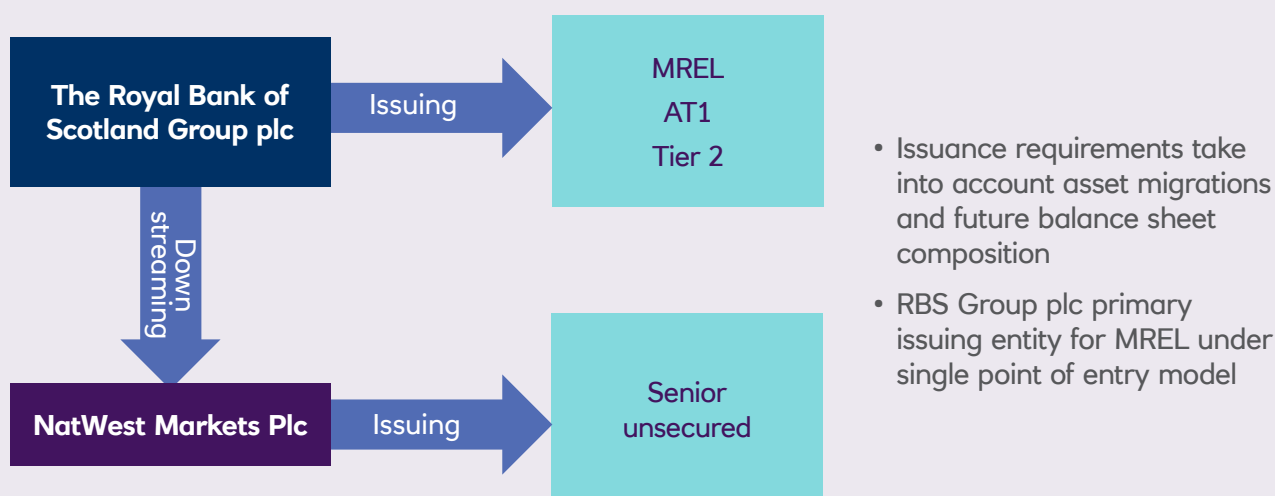 The Royal Bank of
Scotland Group plc
Issuing
MREL
AT1
Tier 2
Down
streaming
NatWest Markets Plc
Issuing
Senior
unsecured
• Issuance requirements take
into account asset migrations
and future balance sheet
composition
• RBS Group plc primary
issuing entity for MREL under
single point of entry model